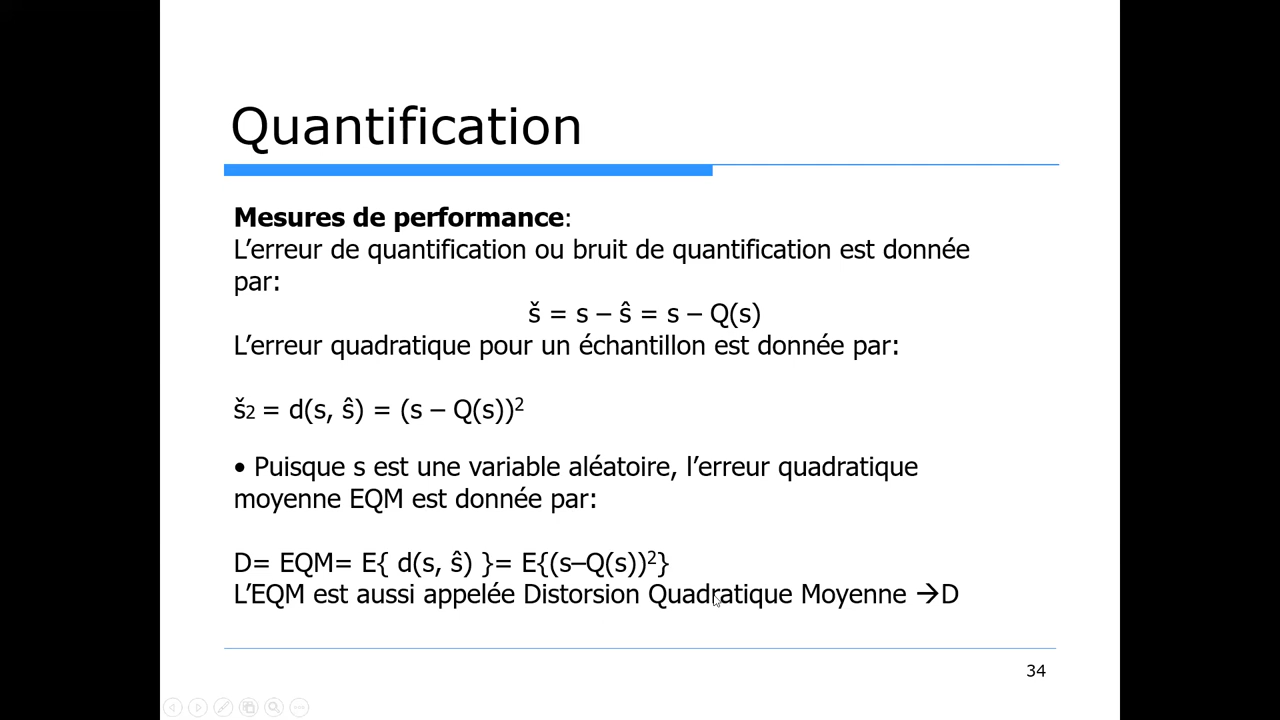 Quantification
Mesures de performance:
L’erreur de quantification ou bruit de quantification est donnée
par:
š = s – ŝ = s – Q(s)
L’erreur quadratique pour un échantillon est donnée par:
š2 = d(s, ŝ) = (s – Q(s))²
• Puisque s est une variable aléatoire, l’erreur quadratique
moyenne EQM est donnée par:
D= EQM= E{ d(s, ŝ) }= E{(s–Q(s))²}
L’EQM est aussi appelée Distorsion Quadratique Moyenne →D
34